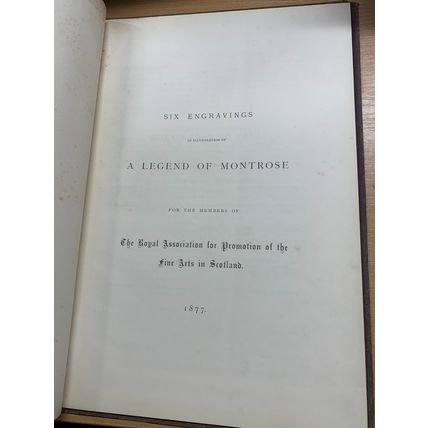 SIX ENGRAVINGS
IN ILLUSTRATION OF
A LEGEND OF MONTROSE
FOR THE MEMBERS OF
The Royal Association for Promotion of the
Fine Arts in Scotland.
1877.